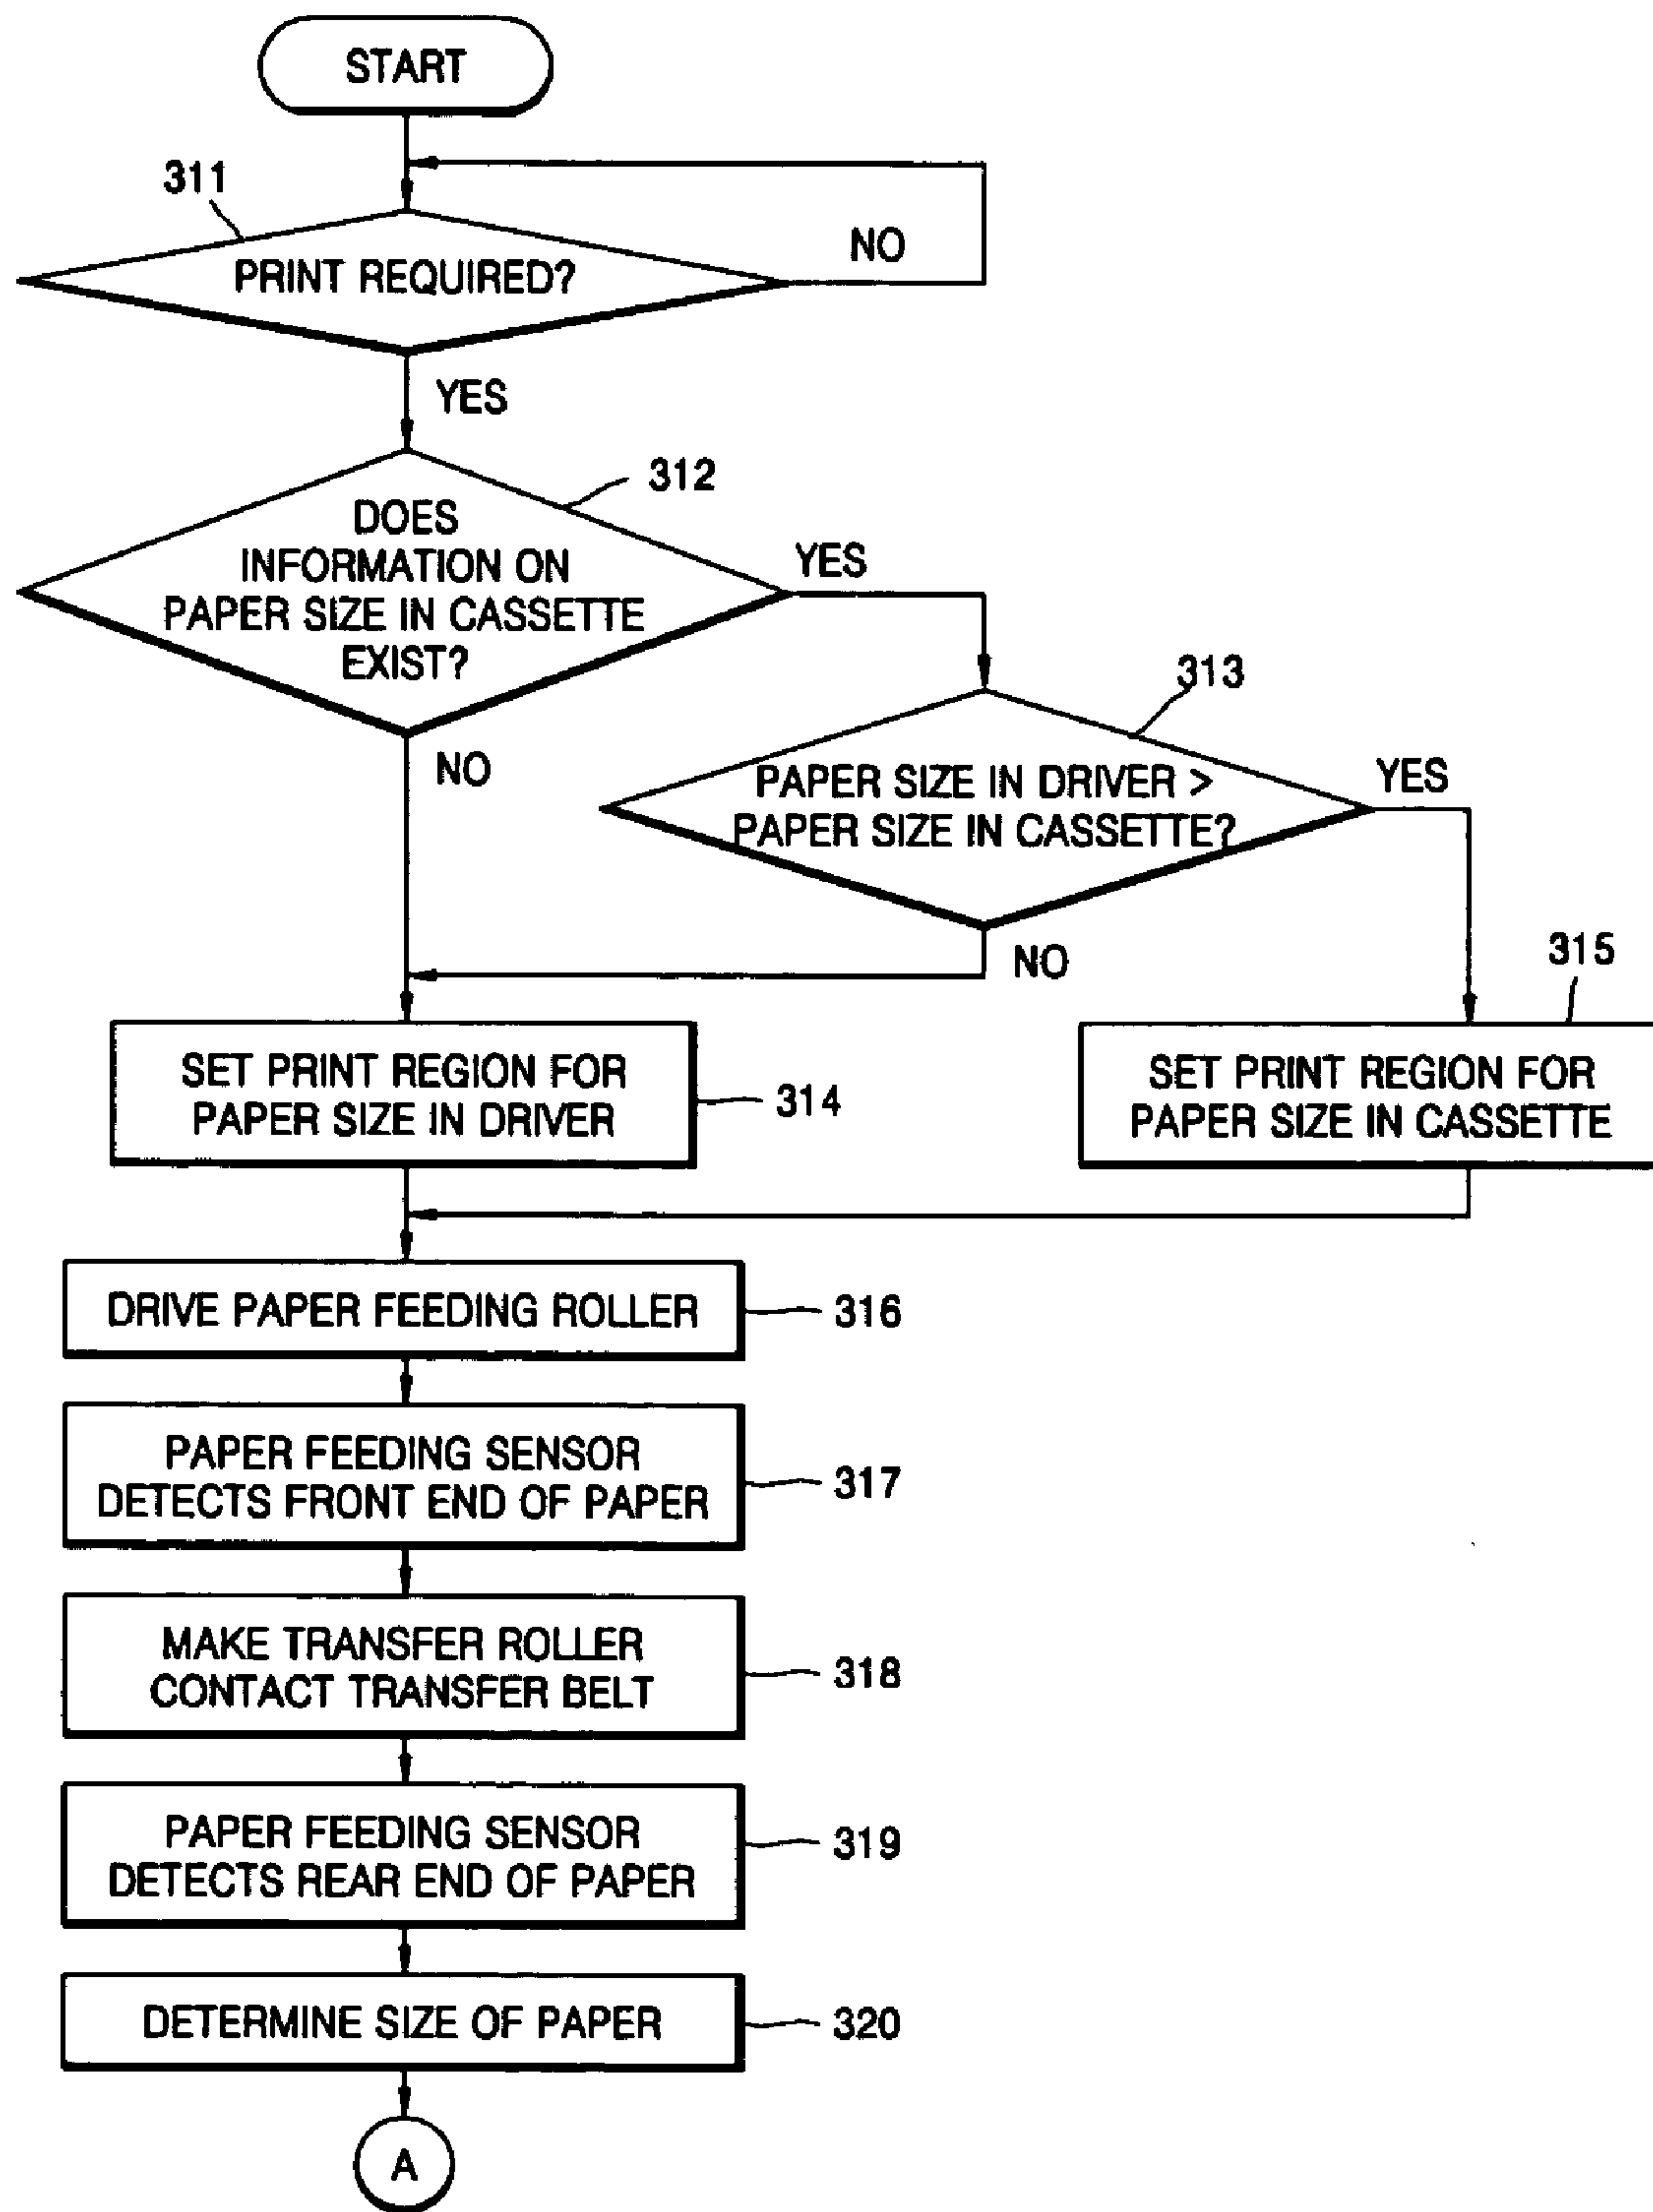 START
311
PRINT REQUIRED?
NO
YES
312
DOES
INFORMATION ON
PAPER SIZE IN CASSETTE
EXIST?
YES
NO
313
PAPER SIZE IN DRIVER >
PAPER SIZE IN CASSETTE?
YES
NO
SET PRINT REGION FOR
PAPER SIZE IN DRIVER
314
315
SET PRINT REGION FOR
PAPER SIZE IN CASSETTE
DRIVE PAPER FEEDING ROLLER
316
PAPER FEEDING SENSOR
DETECTS FRONT END OF PAPER
317
MAKE TRANSFER ROLLER
CONTACT TRANSFER BELT
318
PAPER FEEDING SENSOR
DETECTS REAR END OF PAPER
319
DETERMINE SIZE OF PAPER
320
A